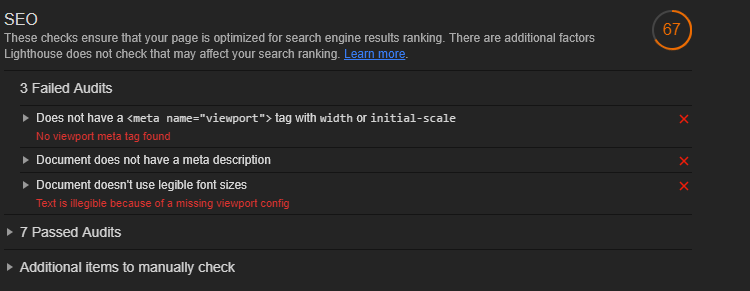 SEO
These checks ensure that your page is optimized for search engine results ranking. There are additional factors
Lighthouse does not check that may affect your search ranking. Learn more.
67
3 Failed Audits
Does not have a <meta name="viewport"> tag with width or initial-scale
No viewport meta tag found
Document does not have a meta description
Document doesn't use legible font sizes
Text is illegible because of a missing viewport config
7 Passed Audits
Additional items to manually check